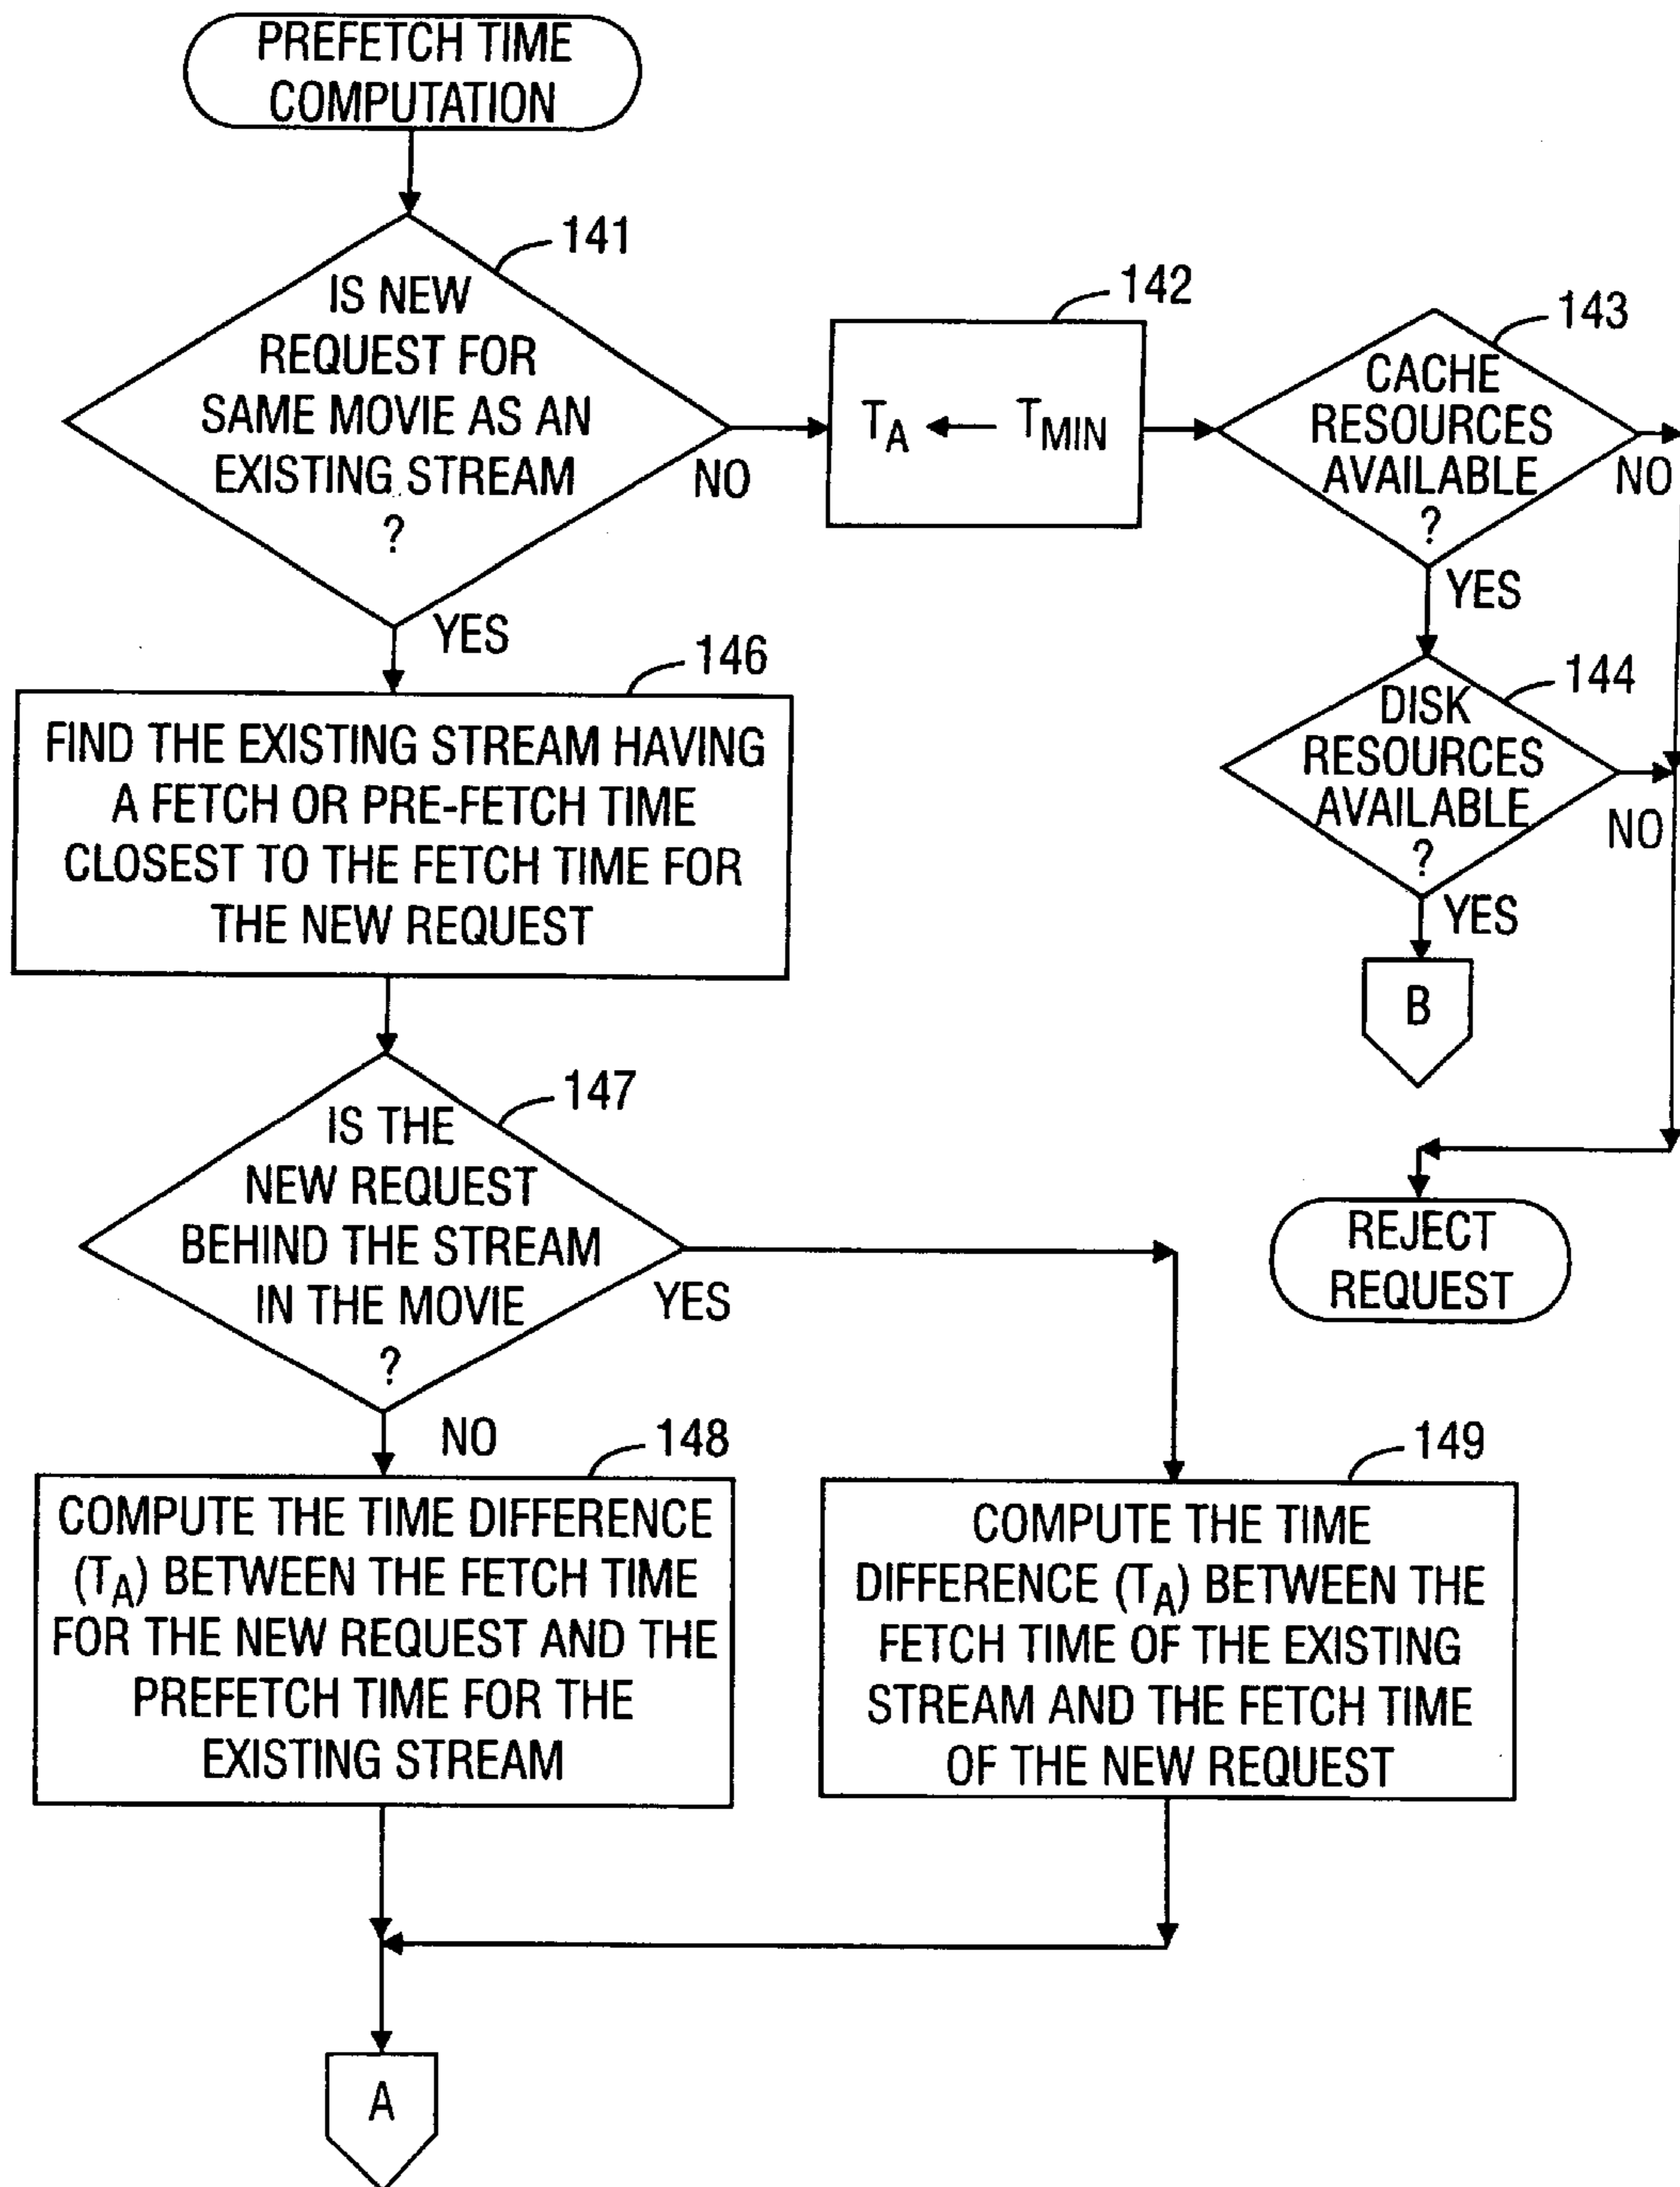 PREFETCH TIME
COMPUTATION
141
IS NEW
REQUEST FOR
SAME MOVIE AS AN
EXISTING STREAM
?
NO
YES
142
TA ← TMIN
143
CACHE
RESOURCES
AVAILABLE
?
NO
YES
144
DISK
RESOURCES
AVAILABLE
?
NO
YES
B
REJECT
REQUEST
146
FIND THE EXISTING STREAM HAVING
A FETCH OR PRE-FETCH TIME
CLOSEST TO THE FETCH TIME FOR
THE NEW REQUEST
147
IS THE
NEW REQUEST
BEHIND THE STREAM
IN THE MOVIE
?
YES
NO
148
COMPUTE THE TIME DIFFERENCE
(TA) BETWEEN THE FETCH TIME
FOR THE NEW REQUEST AND THE
PREFETCH TIME FOR THE
EXISTING STREAM
149
COMPUTE THE TIME
DIFFERENCE (TA) BETWEEN THE
FETCH TIME OF THE EXISTING
STREAM AND THE FETCH TIME
OF THE NEW REQUEST
A